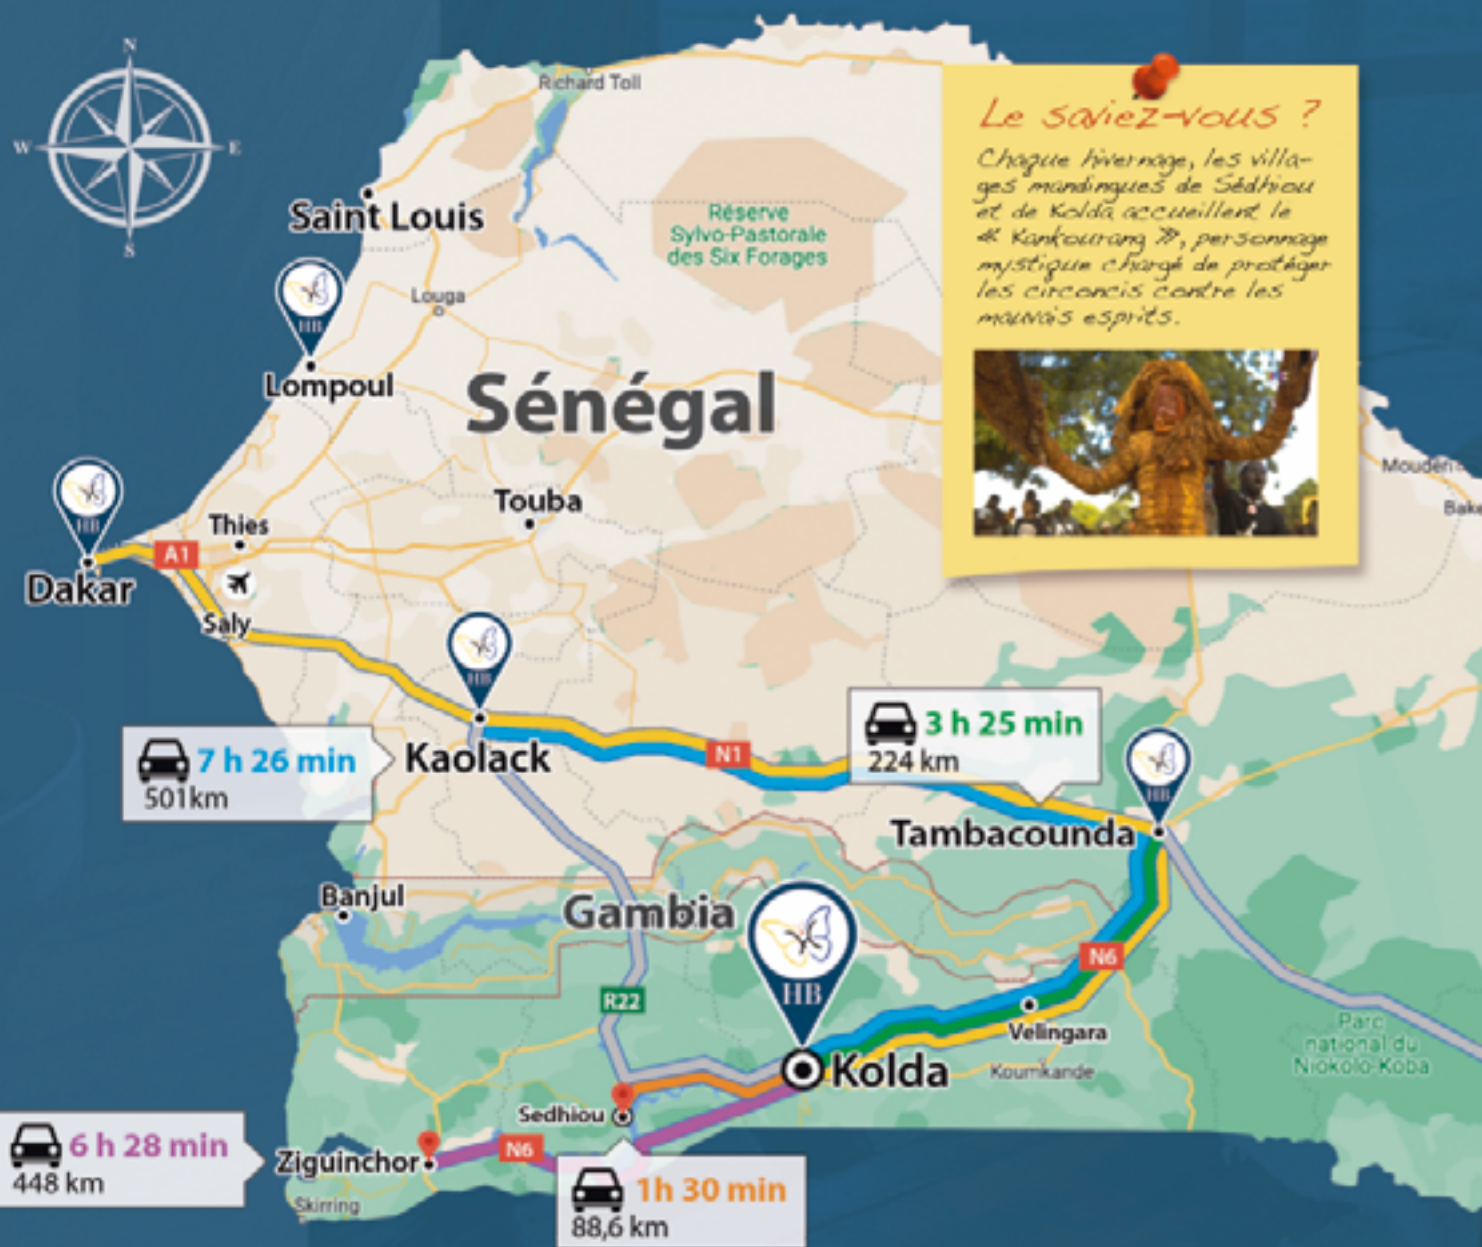 N
W
E
S
Richard Toll
Le saviez-vous ?
Chaque hivernage, les villa-
ges mandingues de Sédhiou
et de Kolda accueillent le
« Kankourang », personnage
mystique chargé de protéger
les circoncis contre les
mauvais esprits.
Saint Louis
Réserve
Sylvo-Pastorale
des Six Forages
HB
Louga
Lompoul
Sénégal
Mouderi
Bake
HB
Touba
Thies
A1
Dakar
Saly
HB
3 h 25 min
224 km
7 h 26 min
501km
Kaolack
N1
HB
Tambacounda
Banjul
Gambia
HB
N6
R22
Velingara
Parc
national du
Niokolo-Koba
Kolda
Koumkande
Sedhiou
6 h 28 min
448 km
Ziguinchor
N6
1h 30 min
88,6 km
Skirring